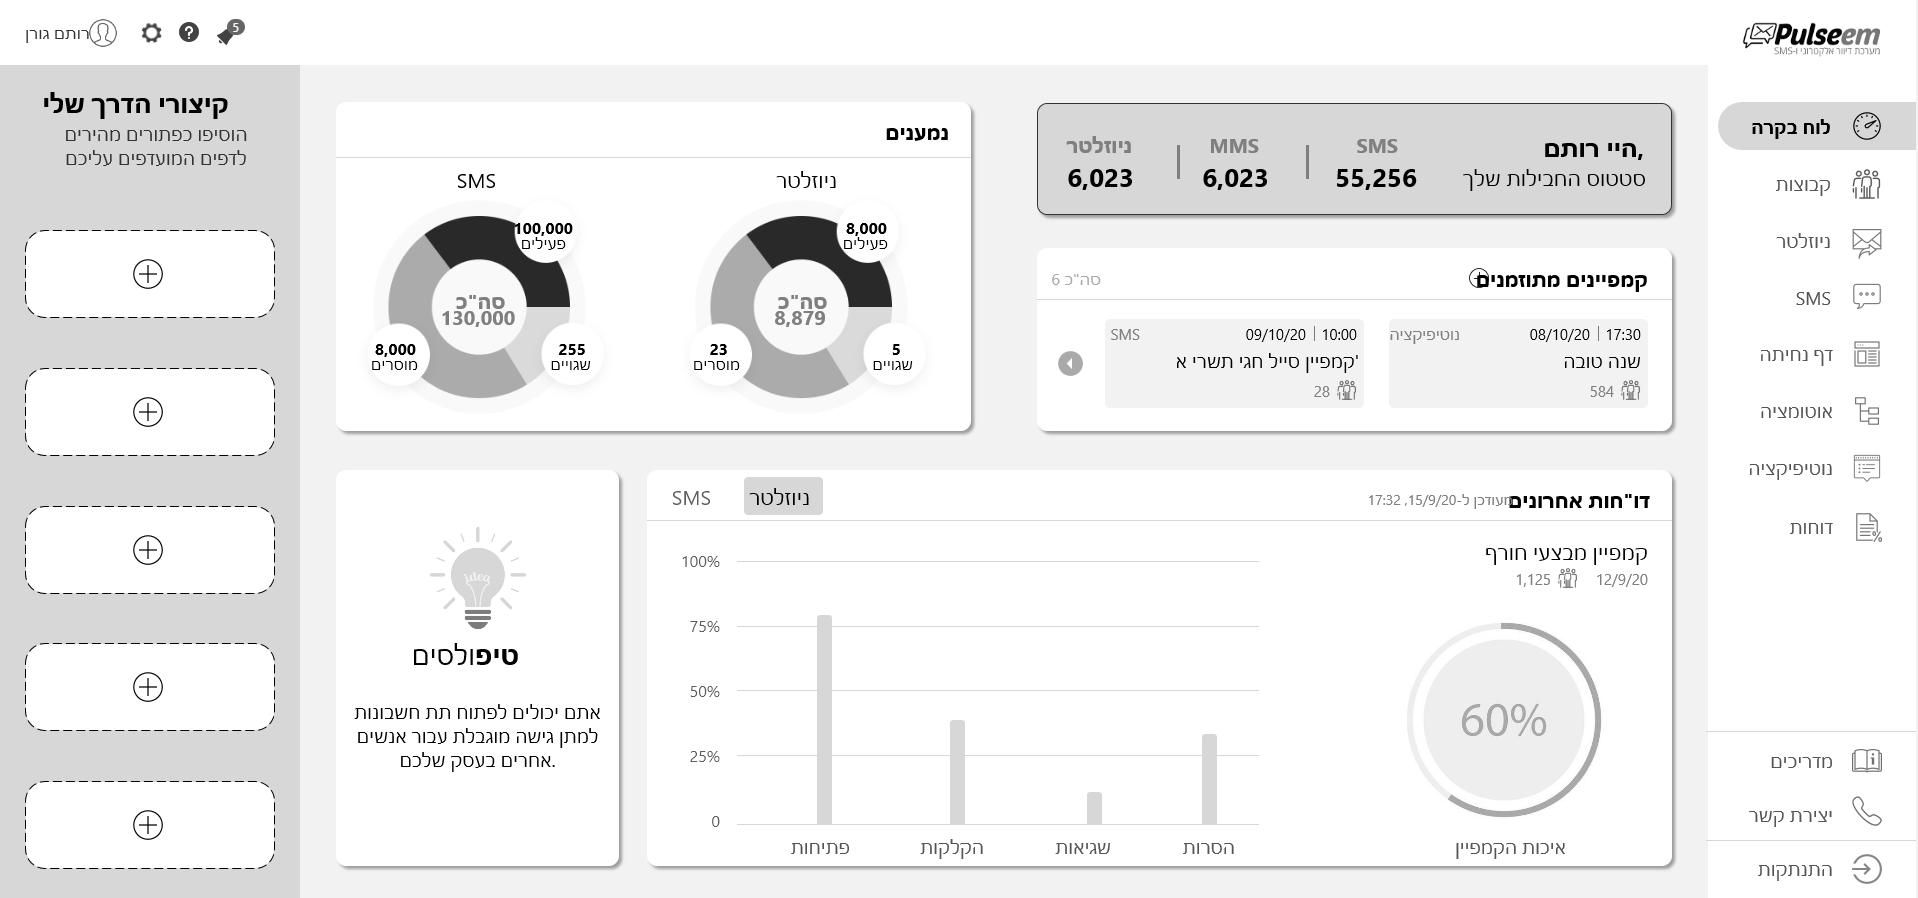 Pulseem
מערכת דיוור אלקטרוני ו-SMS
5
רותם גורן
לוח בקרה
קבוצות
ניוזלטר
SMS
דף נחיתה
אוטומציה
נוטיפיקציה
דוחות
מדריכים
יצירת קשר
התנתקות
היי רותם,
סטטוס החבילות שלך
SMS
55,256
MMS
6,023
ניוזלטר
6,023
קמפיינים מתוזמנים
סה"כ 6
17:30 | 08/10/20
נוטיפיקציה
שנה טובה
584
10:00 | 09/10/20
SMS
קמפיין סייל חגי תשרי א'
28
נמענים
ניוזלטר
8,000
פעילים
סה"כ
8,879
5
שגויים
23
מוסרים
SMS
100,000
פעילים
סה"כ
130,000
255
שגויים
8,000
מוסרים
דו"חות אחרונים
מעודכן ל-15/9/20, 17:32
ניוזלטר
SMS
קמפיין מבצעי חורף
12/9/20
1,125
60%
איכות הקמפיין
100%
75%
50%
25%
0
הסרות
שגיאות
הקלקות
פתיחות
idea
טיפולסים
אתם יכולים לפתוח תת חשבונות
למתן גישה מוגבלת עבור אנשים
אחרים בעסק שלכם.
קיצורי הדרך שלי
הוסיפו כפתורים מהירים
לדפים המועדפים עליכם